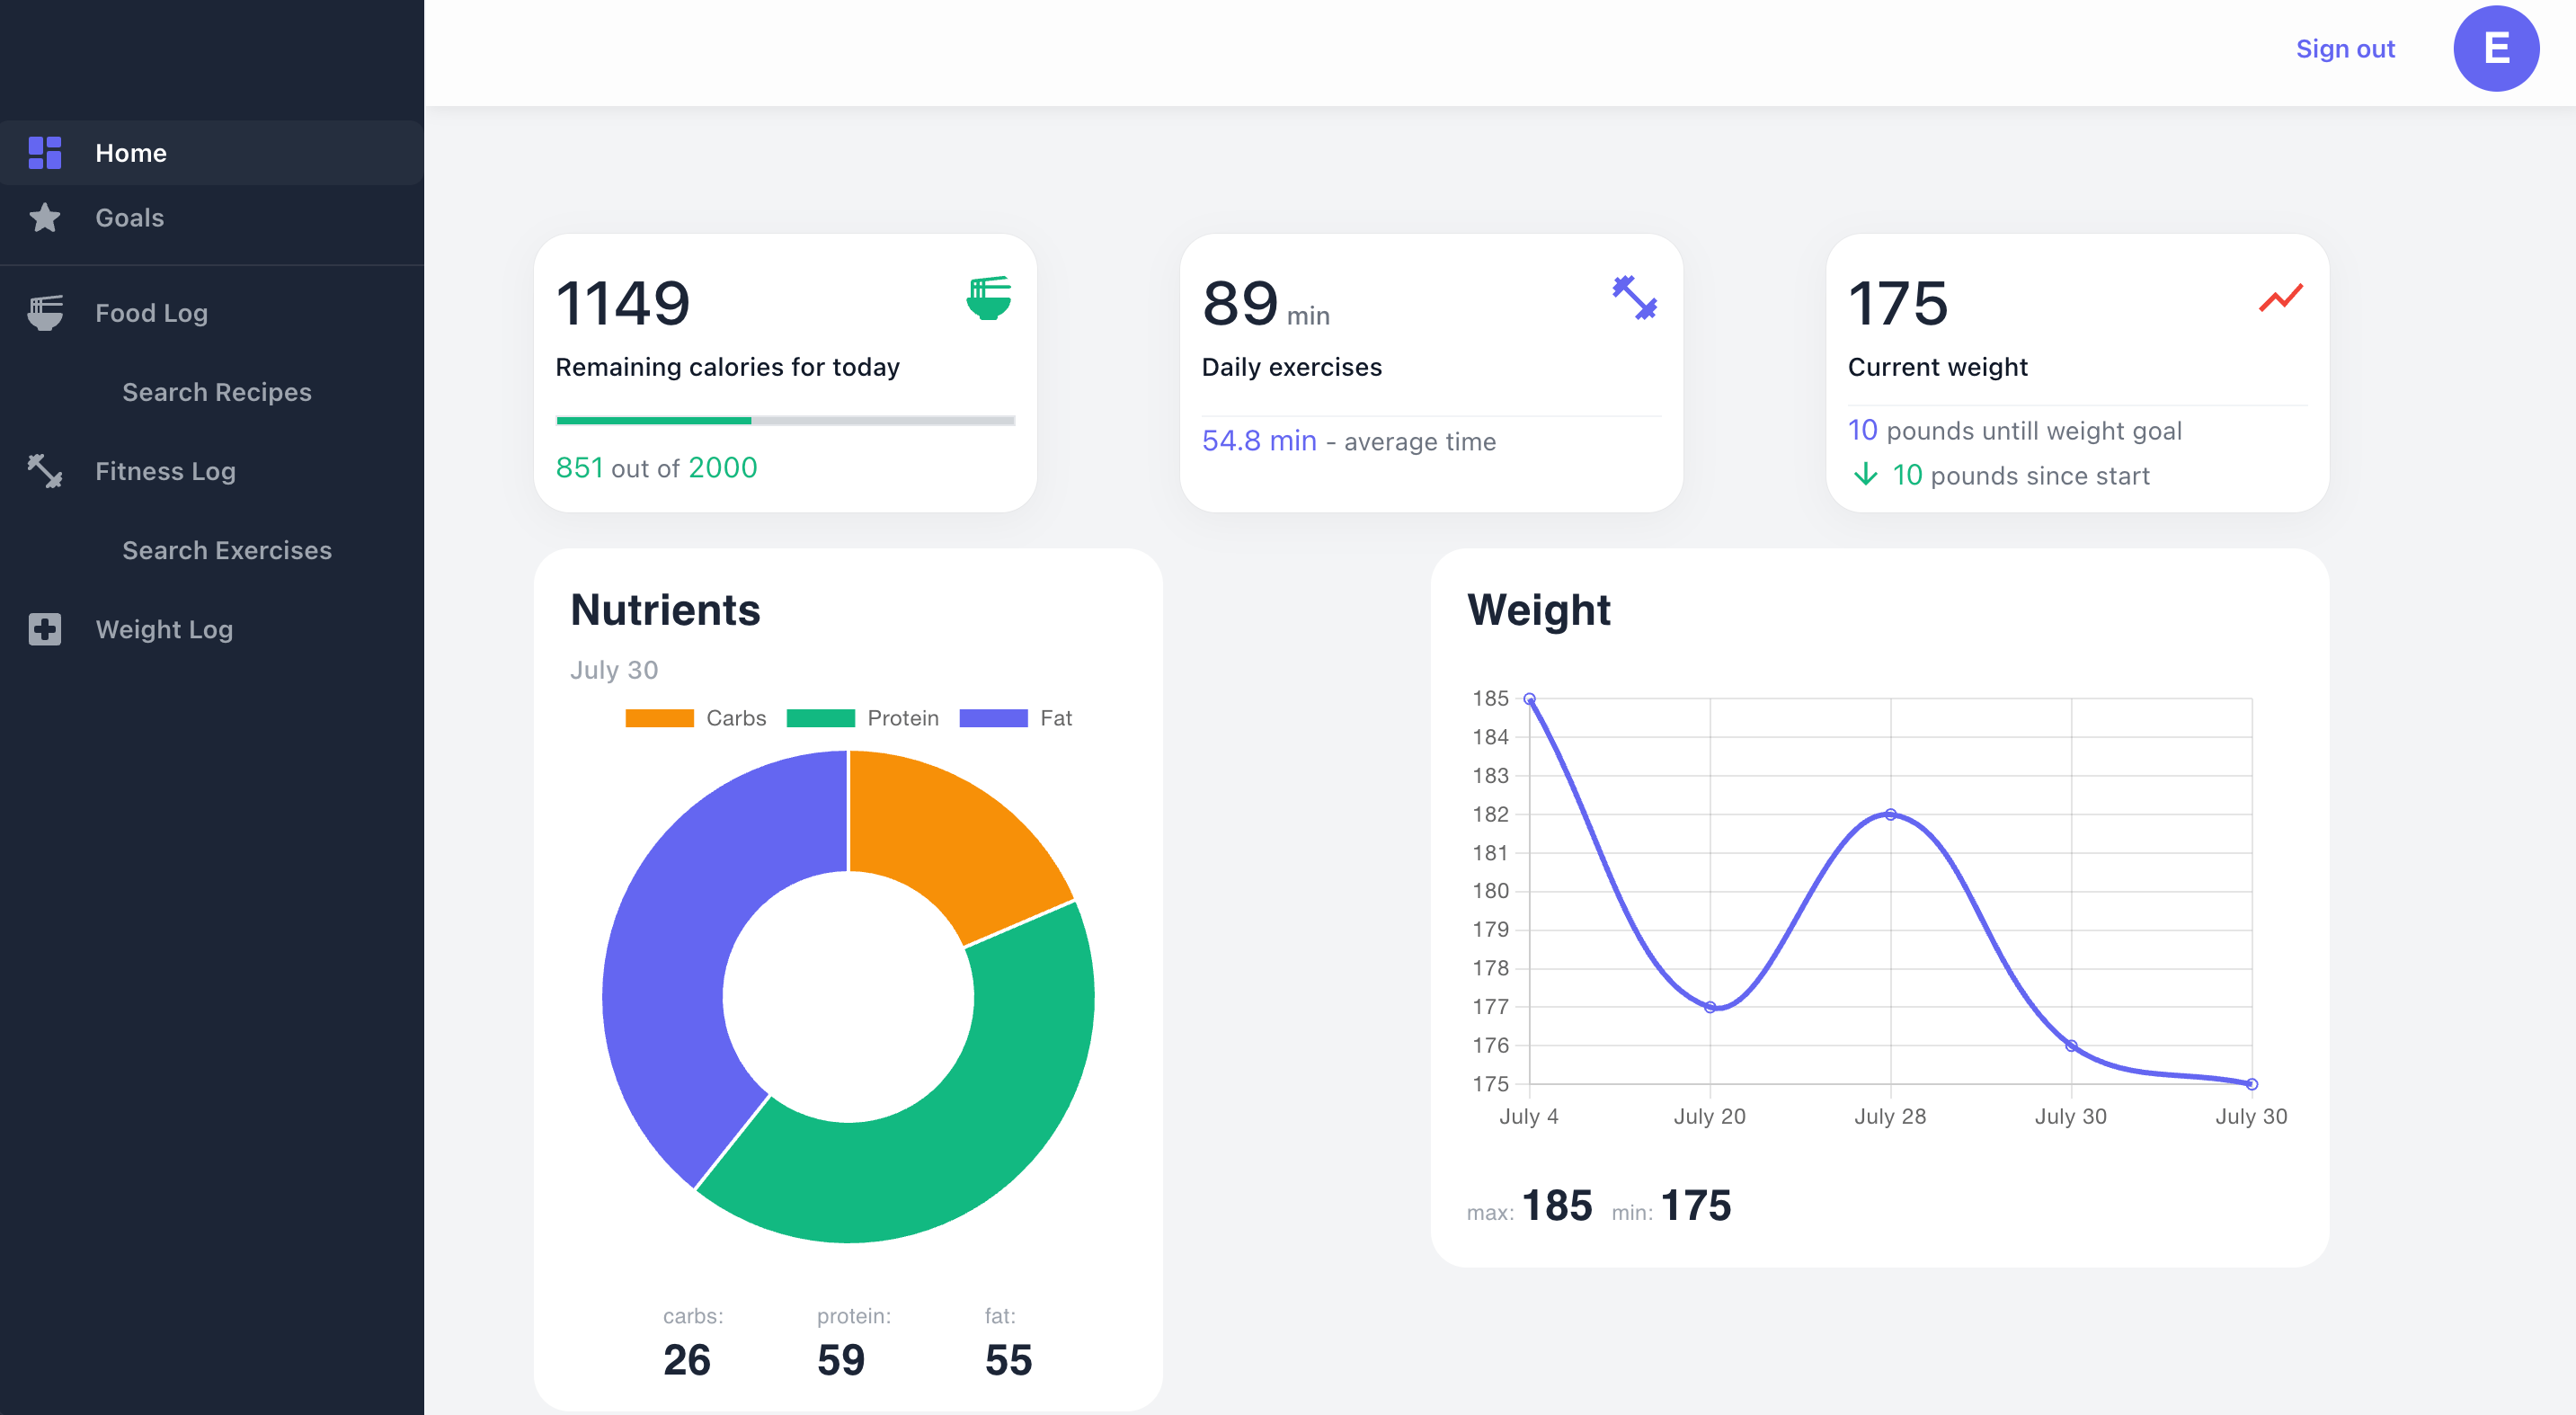 Sign out
E
Home
Goals
Food Log
Search Recipes
Fitness Log
Search Exercises
Weight Log
1149
Remaining calories for today
851 out of 2000
89 min
Daily exercises
54.8 min - average time
175
Current weight
10 pounds untill weight goal
10 pounds since start
Nutrients
July 30
Carbs Protein Fat
carbs: protein: fat:
26 59 55
Weight
185
184
183
182
181
180
179
178
177
176
175
July 4 July 20 July 28 July 30 July 30
max: 185 min: 175